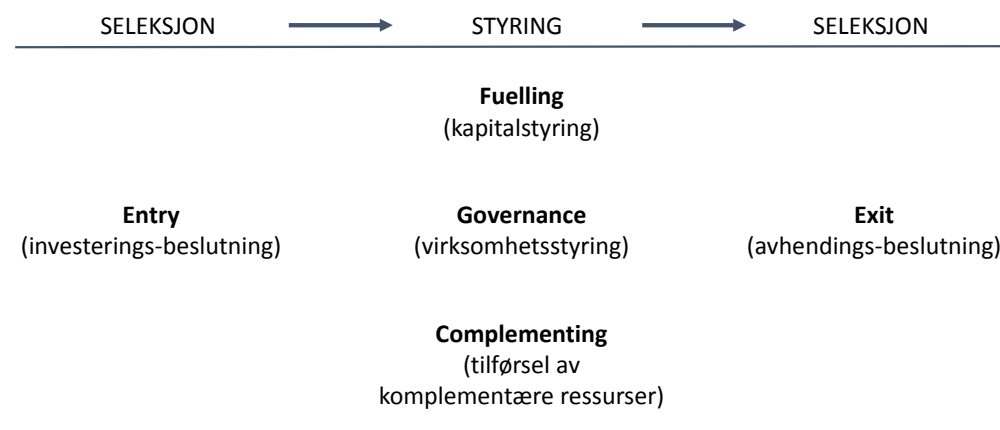 SELEKSJON
STYRING
SELEKSJON
Fuelling
(kapitalstyring)
Entry
(investerings-beslutning)
Governance
(virksomhetsstyring)
Exit
(avhendings-beslutning)
Complementing
(tilførsel av
komplementære ressurser)